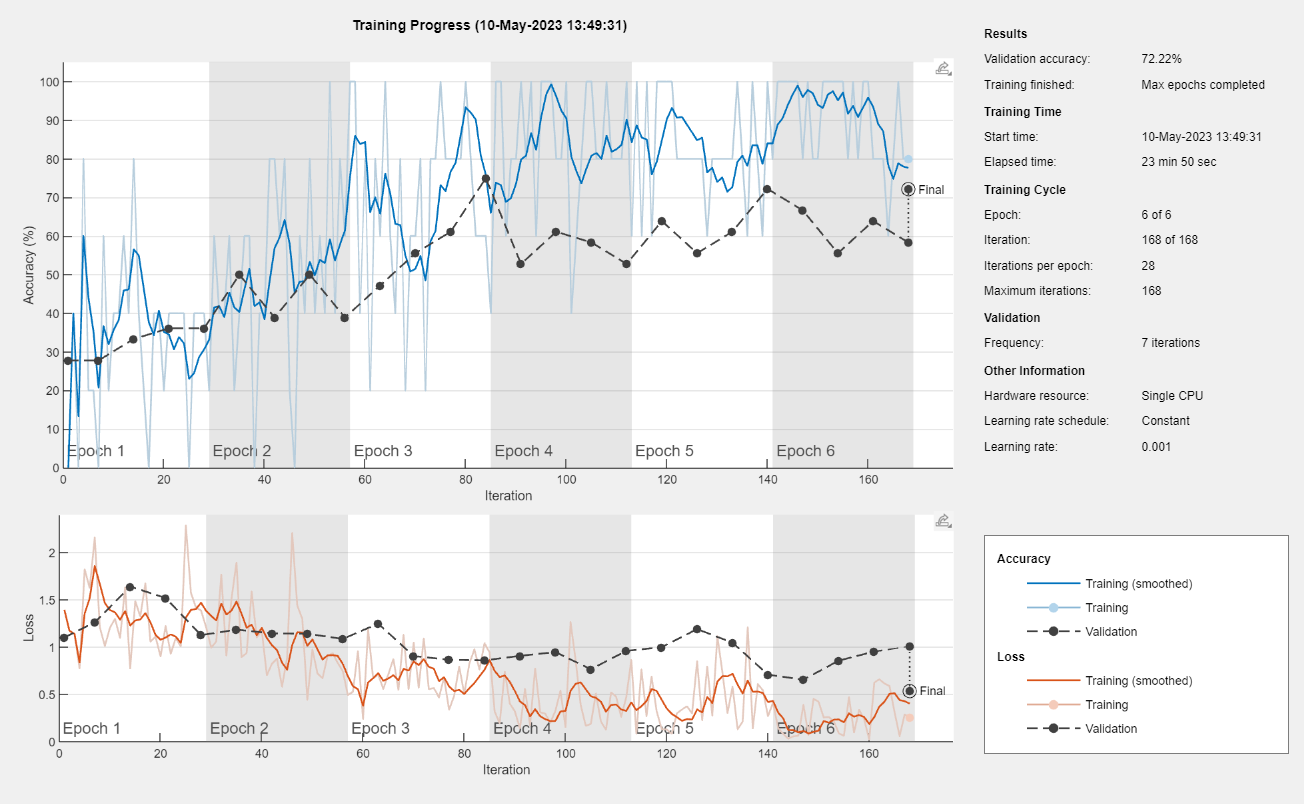 Training Progress (10-May-2023 13:49:31)
100
90
80
70
60
50
40
30
20
10
0
Accuracy (%)
Final
Epoch 1 Epoch 2 Epoch 3 Epoch 4 Epoch 5 Epoch 6
0 20 40 60 80 100 120 140 160
Iteration
2
1.5
1
0.5
0
Loss
Final
Epoch 1 Epoch 2 Epoch 3 Epoch 4 Epoch 5 Epoch 6
0 20 40 60 80 100 120 140 160
Iteration
Results
Validation accuracy: 72.22%
Training finished: Max epochs completed
Training Time
Start time: 10-May-2023 13:49:31
Elapsed time: 23 min 50 sec
Training Cycle
Epoch: 6 of 6
Iteration: 168 of 168
Iterations per epoch: 28
Maximum iterations: 168
Validation
Frequency: 7 iterations
Other Information
Hardware resource: Single CPU
Learning rate schedule: Constant
Learning rate: 0.001
Accuracy
Training (smoothed)
Training
Validation
Loss
Training (smoothed)
Training
Validation